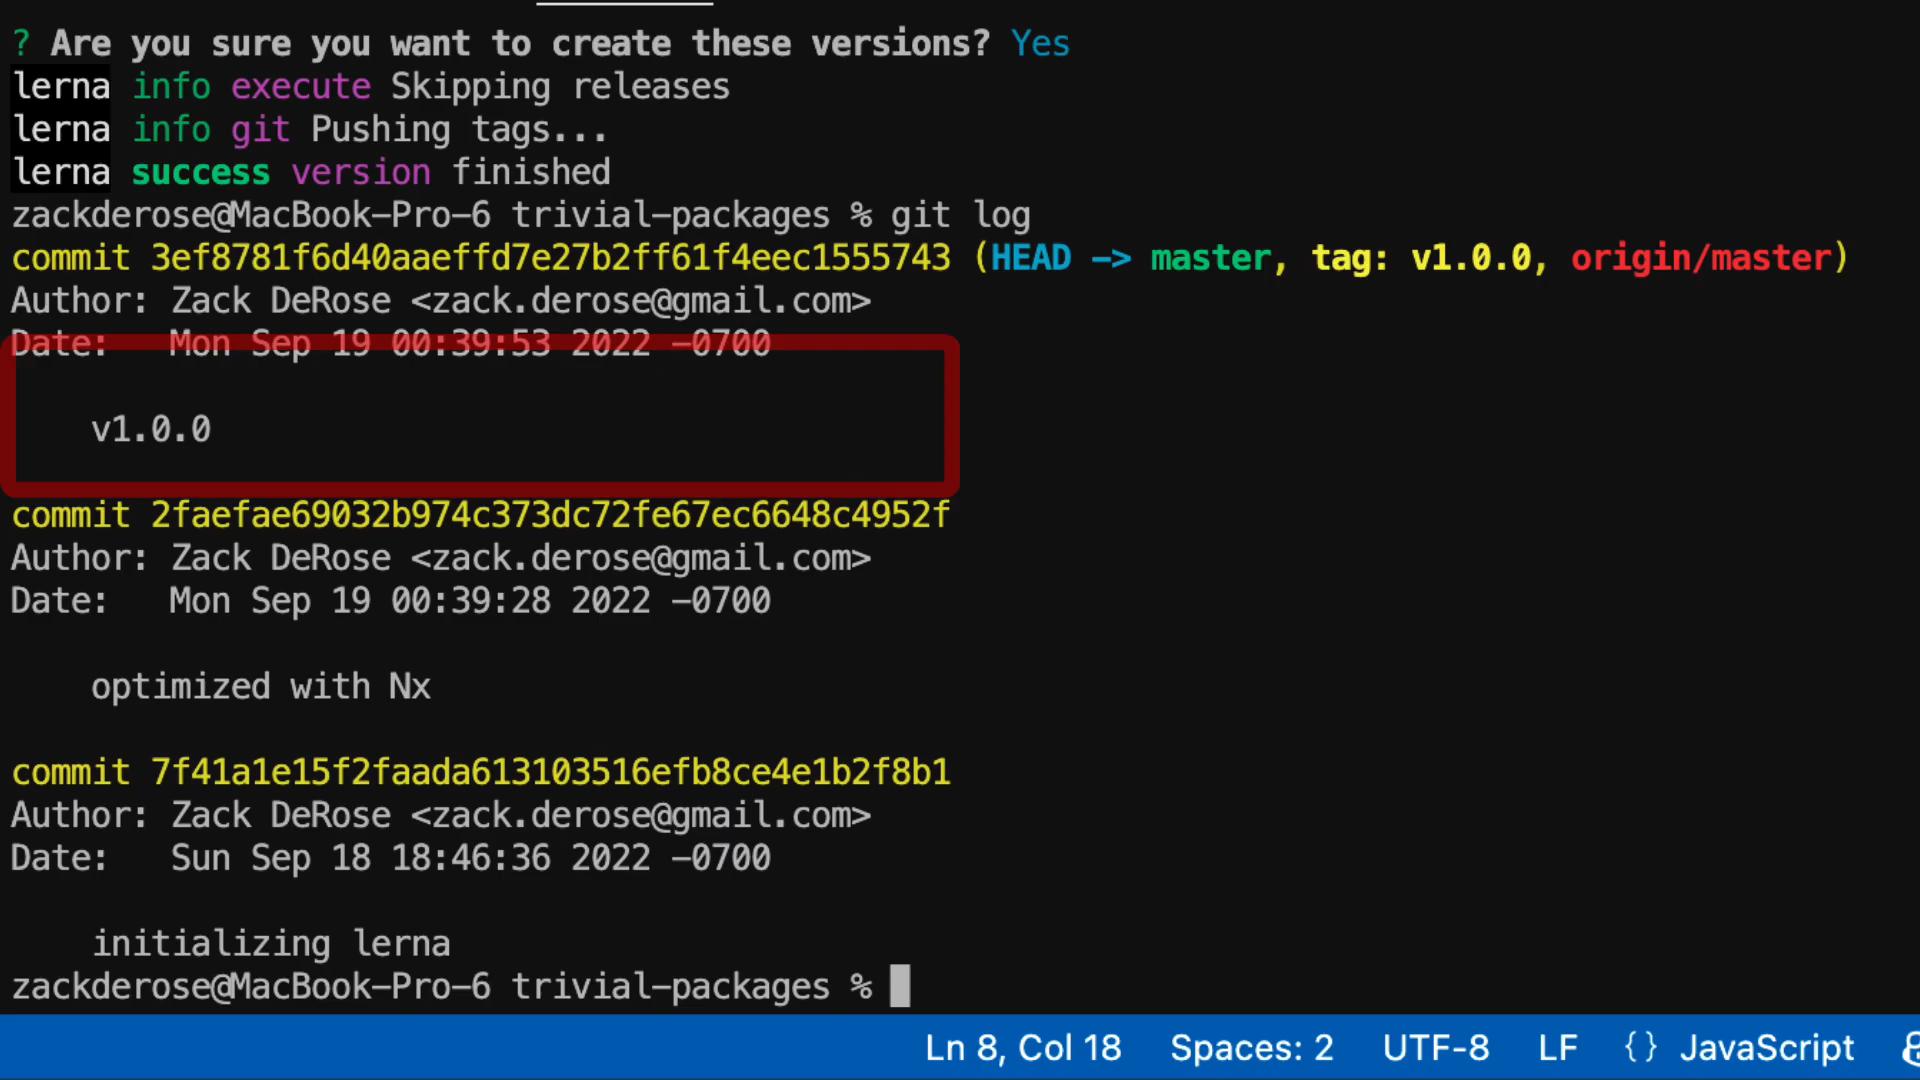 ? Are you sure you want to create these versions? Yes
lerna info execute Skipping releases
lerna info git Pushing tags...
lerna success version finished
zackderose@MacBook-Pro-6 trivial-packages % git log
commit 3ef8781f6d40aaeffd7e27b2ff61f4eec1555743 (HEAD -> master, tag: v1.0.0, origin/master)
Author: Zack DeRose <zack.derose@gmail.com>
Date:   Mon Sep 19 00:39:53 2022 -0700
    v1.0.0
commit 2faefae69032b974c373dc72fe67ec6648c4952f
Author: Zack DeRose <zack.derose@gmail.com>
Date:   Mon Sep 19 00:39:28 2022 -0700
    optimized with Nx
commit 7f41a1e15f2faada613103516efb8ce4e1b2f8b1
Author: Zack DeRose <zack.derose@gmail.com>
Date:   Sun Sep 18 18:46:36 2022 -0700
    initializing lerna
zackderose@MacBook-Pro-6 trivial-packages %
Ln 8, Col 18 Spaces: 2 UTF-8 LF {} JavaScript